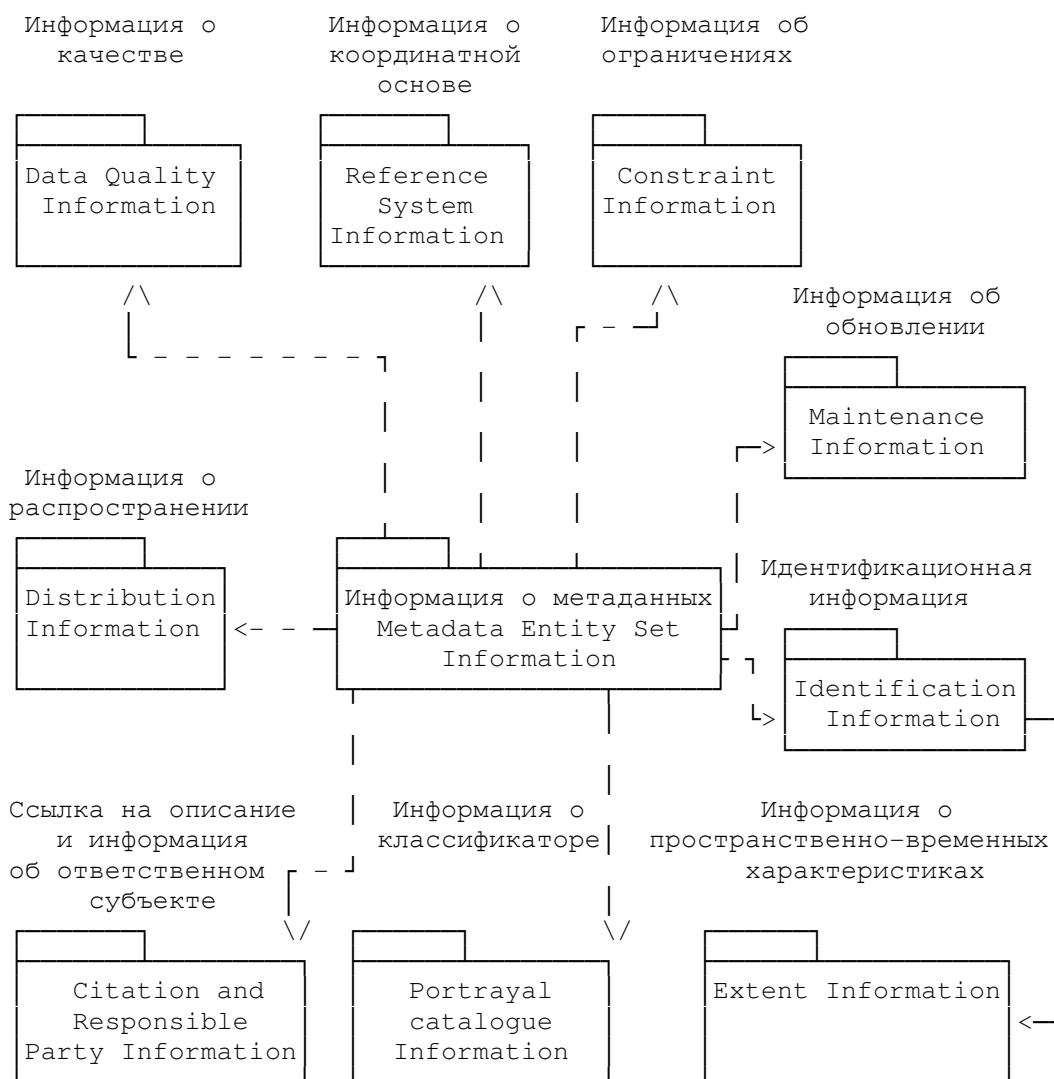 Информация о
качестве
Информация о
координатной
основе
Информация об
ограничениях
Data Quality
Information
Reference
System
Information
Constraint
Information
Информация об
обновлении
Maintenance
Information
Информация о
распространении
Distribution
Information
Информация о метаданных
Metadata Entity Set
Information
Идентификационная
информация
Identification
Information
Ссылка на описание
и информация
об ответственном
субъекте
Информация о
классификаторе
Информация о
пространственно-временных
характеристиках
Citation and
Responsible
Party Information
Portrayal
catalogue
Information
Extent Information